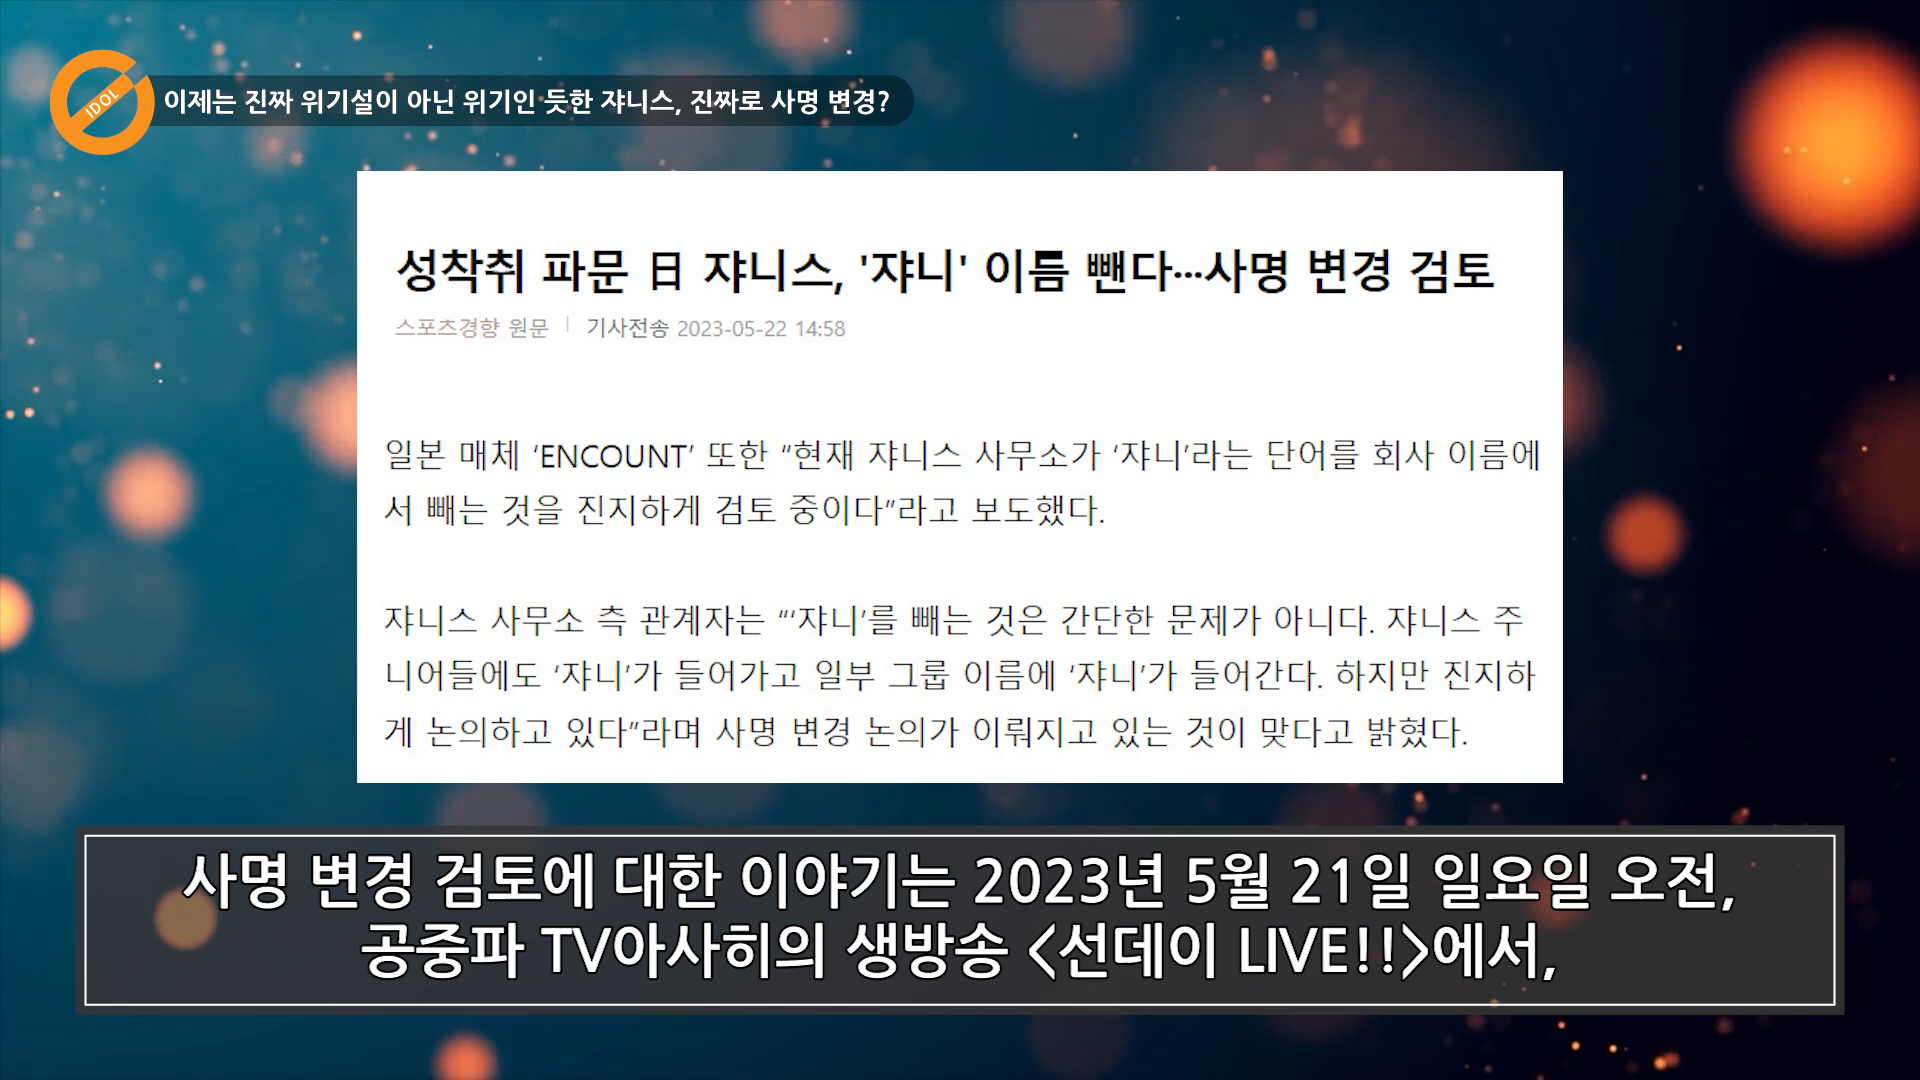 IDOL
이제는 진짜 위기설이 아닌 위기인 듯한 쟈니스, 진짜로 사명 변경?
성착취 파문 日 쟈니스, '쟈니' 이름 뺀다…사명 변경 검토
스포츠경향 원문 | 기사전송 2023-05-22 14:58
일본 매체 ‘ENCOUNT’ 또한 “현재 쟈니스 사무소가 ‘쟈니’라는 단어를 회사 이름에
서 빼는 것을 진지하게 검토 중이다”라고 보도했다.
쟈니스 사무소 측 관계자는 “‘쟈니’를 빼는 것은 간단한 문제가 아니다. 쟈니스 주
니어들에도 ‘쟈니’가 들어가고 일부 그룹 이름에 ‘쟈니’가 들어간다. 하지만 진지하
게 논의하고 있다”라며 사명 변경 논의가 이뤄지고 있는 것이 맞다고 밝혔다.
사명 변경 검토에 대한 이야기는 2023년 5월 21일 일요일 오전,
공중파 TV아사히의 생방송 <선데이 LIVE!!>에서,